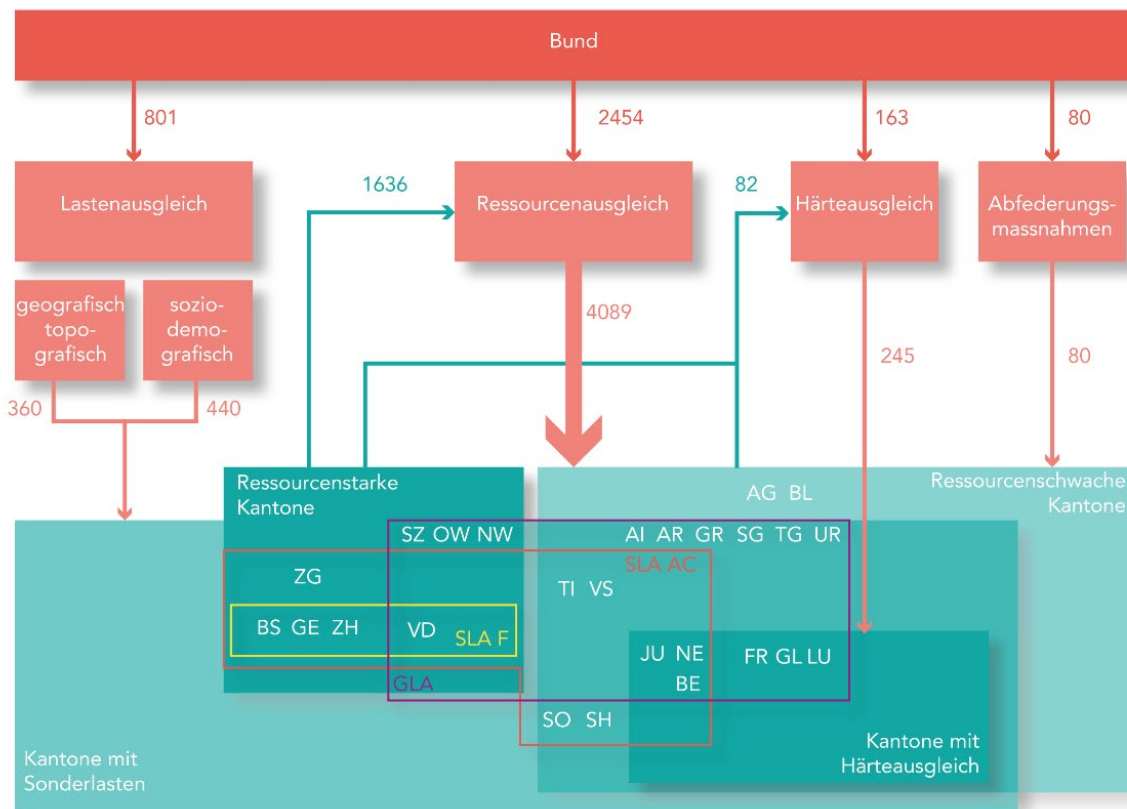 Bund
801
2454
163
80
Lastenausgleich
1636
Ressourcenausgleich
82
Härteausgleich
Abfederungs-
massnahmen
geografisch
topo-
grafisch
sozio-
demo-
grafisch
4089
245
80
360
440
Ressourcenstarke
Kantone
Ressourcenschwache
Kantone
AG BL
SZ OW NW
AI AR GR SG TG UR
SLA AC
ZG
TI VS
BS GE ZH
VD
SLA F
JU NE
BE
FR GL LU
GLA
SO SH
Kantone mit
Sonderlasten
Kantone mit
Härteausgleich